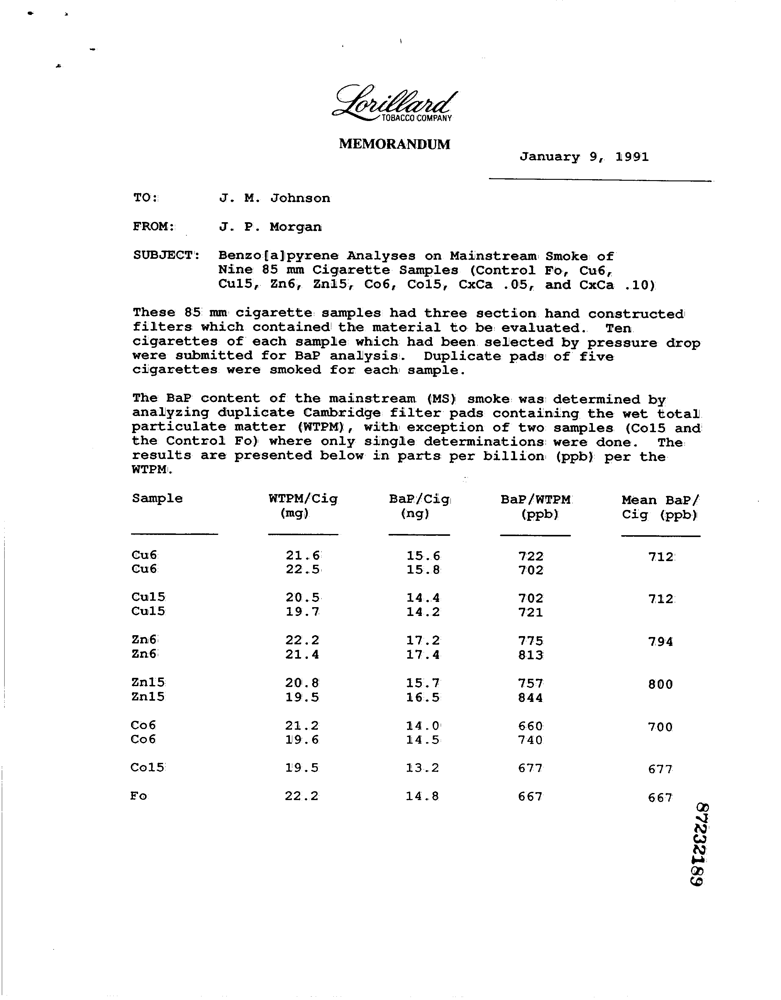 Lorillard
TOBACCO COMPANY
MEMORANDUM
January 9, 1991
TO: J. M. Johnson
FROM: J. P. Morgan
SUBJECT: Benzo[a]pyrene Analyses on Mainstream Smoke of
Nine 85 mm Cigarette Samples (Control Fo, Cu6,
Cu15, Zn6, Zn15, Co6, Co15, CxCa .05, and CxCa .10)
These 85 mm cigarette samples had three section hand constructed
filters which contained the material to be evaluated. Ten
cigarettes of each sample which had been selected by pressure drop
were submitted for BaP analysis. Duplicate pads of five
cigarettes were smoked for each sample.
The BaP content of the mainstream (MS) smoke was determined by
analyzing duplicate Cambridge filter pads containing the wet total
particulate matter (WTPM), with exception of two samples (Co15 and
the Control Fo) where only single determinations were done. The
results are presented below in parts per billion (ppb) per the
WTPM.
Sample WTPM/Cig BaP/Cig BaP/WTPM Mean BaP/
(mg) (ng) (ppb) Cig (ppb)
Cu6 21.6 15.6 722 712
Cu6 22.5 15.8 702
Cu15 20.5 14.4 702 712
Cu15 19.7 14.2 721
Zn6 22.2 17.2 775 794
Zn6 21.4 17.4 813
Zn15 20.8 15.7 757 800
Zn15 19.5 16.5 844
Co6 21.2 14.0 660 700
Co6 19.6 14.5 740
Co15 19.5 13.2 677 677
Fo 22.2 14.8 667 667
87232189